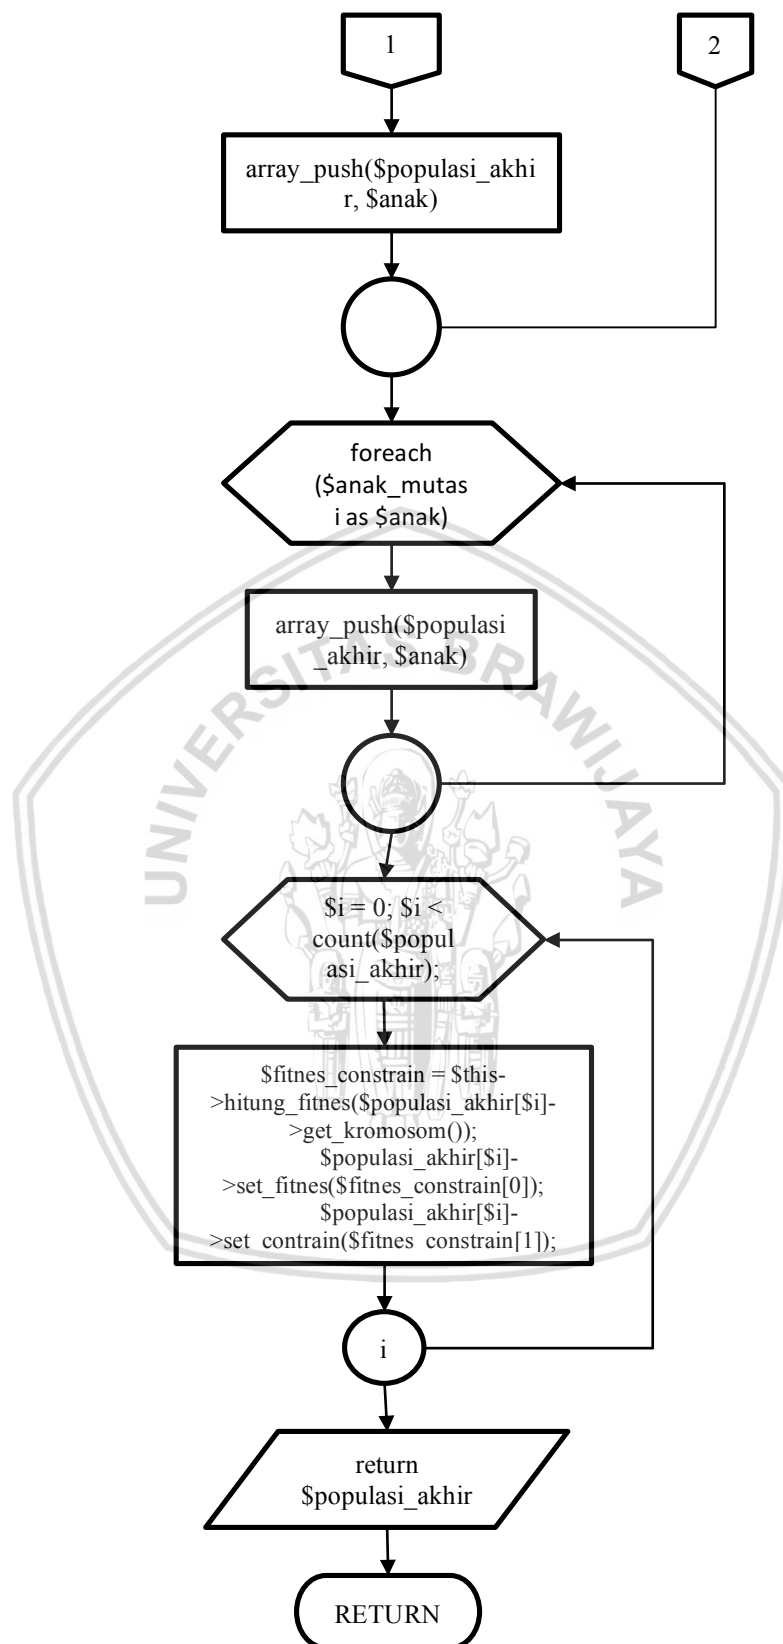 1
2
array_push($populasi_akhi
r, $anak)
foreach
($anak_mutas
i as $anak)
array_push($populasi
_akhir, $anak)
UNIVERSITAS BRAWIJAYA
$i = 0; $i <
count($popul
asi_akhir);
$fitnes_constrain = $this-
>hitung_fitnes($populasi_akhir[$i]-
>get_kromosom());
$populasi_akhir[$i]-
>set_fitnes($fitnes_constrain[0]);
$populasi_akhir[$i]-
>set_contrain($fitnes_constrain[1]);
i
return
$populasi_akhir
RETURN